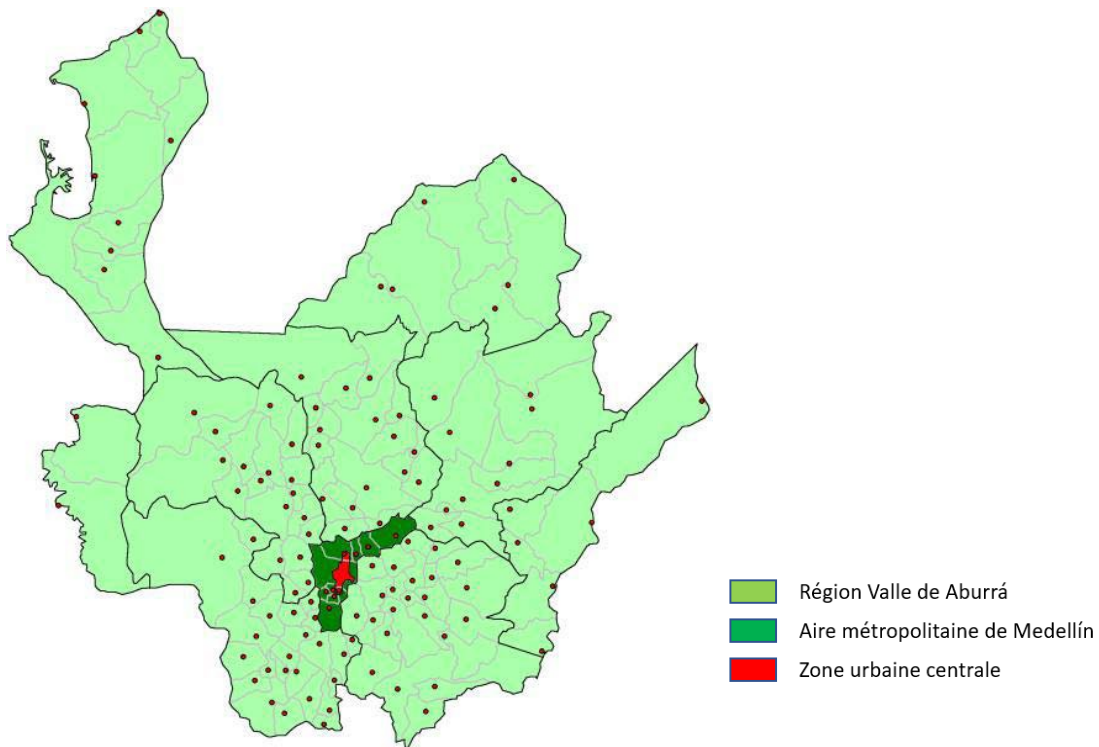 Région Valle de Aburrá
Aire métropolitaine de Medellín
Zone urbaine centrale